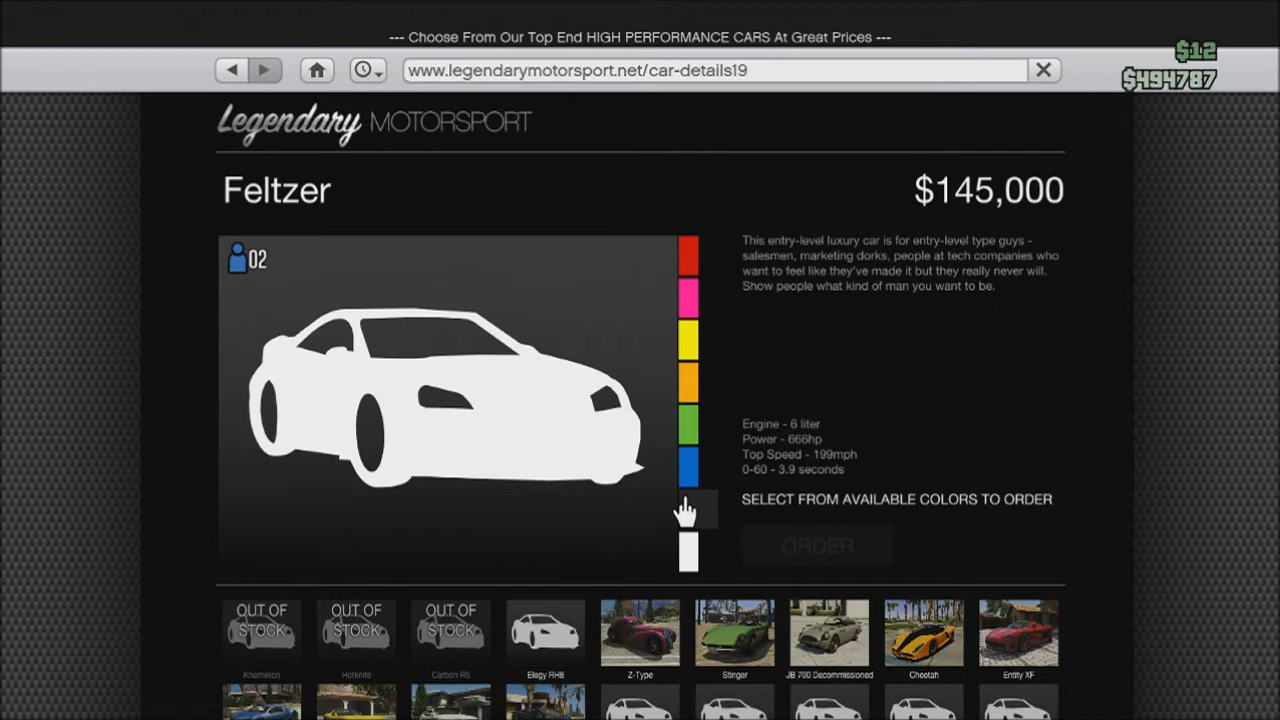 --- Choose From Our Top End HIGH PERFORMANCE CARS At Great Prices ---
$12
www.legendarymotorsport.net/car-details19
$494787
Legendary MOTORSPORT
Feltzer
$145,000
02
This entry-level luxury car is for entry-level type guys -
salesmen, marketing dorks, people at tech companies who
want to feel like they've made it but they really never will.
Show people what kind of man you want to be.
Engine - 6 liter
Power - 666hp
Top Speed - 199mph
0-60 - 3.9 seconds
SELECT FROM AVAILABLE COLORS TO ORDER
ORDER
OUT OF STOCK
OUT OF STOCK
OUT OF STOCK
Khamelion
Hotknife
Carbon RS
Elegy RH8
Z-Type
Stinger
JB 700 Decommissioned
Cheetah
Entity XF